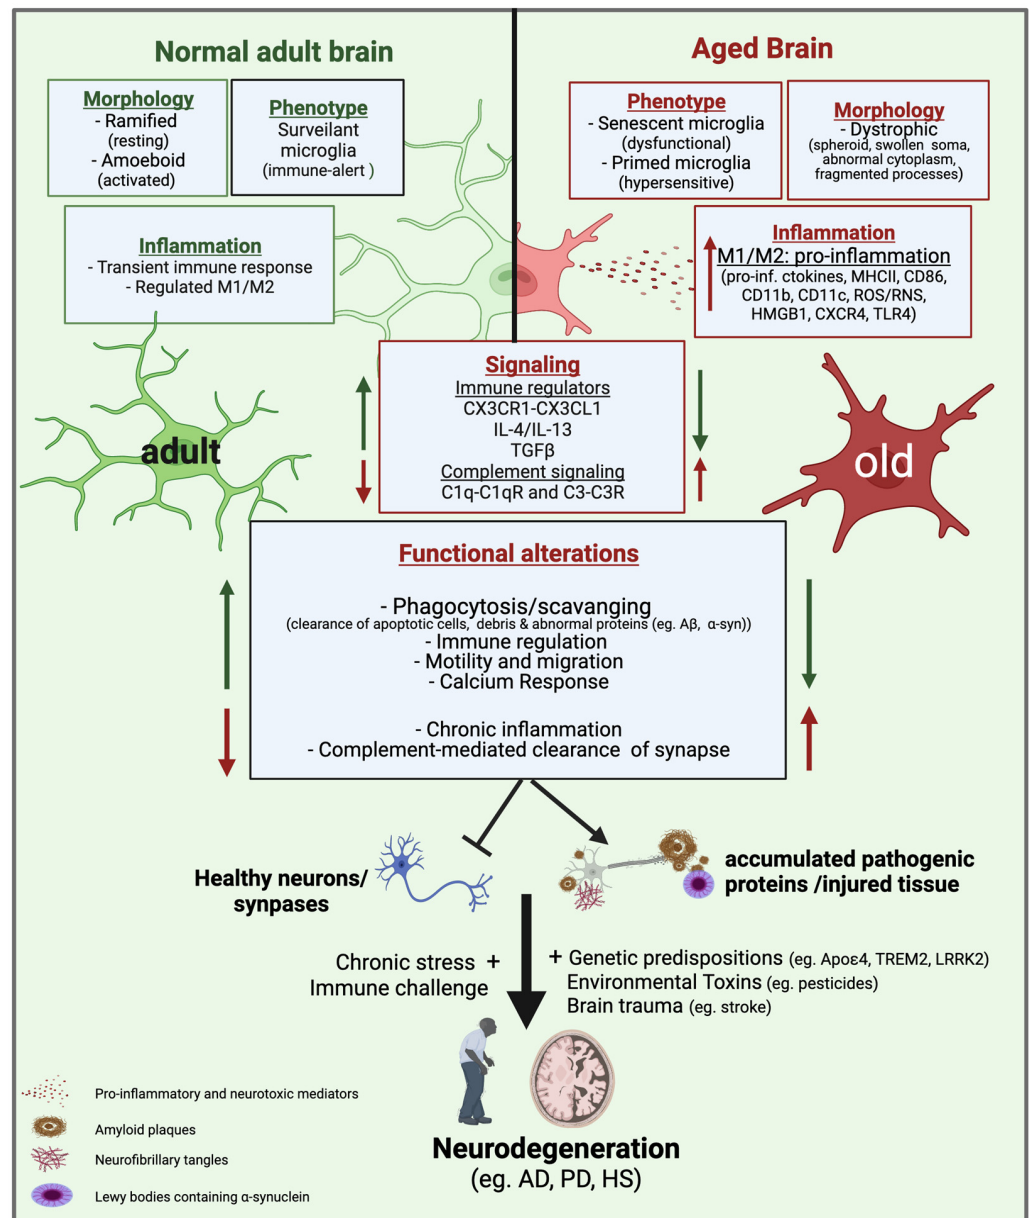 Normal adult brain
Aged Brain
Morphology
- Ramified
(resting)
- Amoeboid
(activated)
Phenotype
Surveilant
microglia
(immune-alert )
Phenotype
- Senescent microglia
(dysfunctional)
- Primed microglia
(hypersensitive)
Morphology
- Dystrophic
(spheroid, swollen soma,
abnormal cytoplasm,
fragmented processes)
Inflammation
- Transient immune response
- Regulated M1/M2
Inflammation
M1/M2: pro-inflammation
(pro-inf. ctokines, MHCII, CD86,
CD11b, CD11c, ROS/RNS,
HMGB1, CXCR4, TLR4)
adult
Signaling
Immune regulators
CX3CR1-CX3CL1
IL-4/IL-13
TGFβ
Complement signaling
C1q-C1qR and C3-C3R
old
Functional alterations
- Phagocytosis/scavanging
(clearance of apoptotic cells, debris & abnormal proteins (eg. Aβ, α-syn))
- Immune regulation
- Motility and migration
- Calcium Response
- Chronic inflammation
- Complement-mediated clearance of synapse
Healthy neurons/
synpases
accumulated pathogenic
proteins /injured tissue
Chronic stress +
Immune challenge
+ Genetic predispositions (eg. Apoε4, TREM2, LRRK2)
Environmental Toxins (eg. pesticides)
Brain trauma (eg. stroke)
Neurodegeneration
(eg. AD, PD, HS)
Pro-inflammatory and neurotoxic mediators
Amyloid plaques
Neurofibrillary tangles
Lewy bodies containing α-synuclein